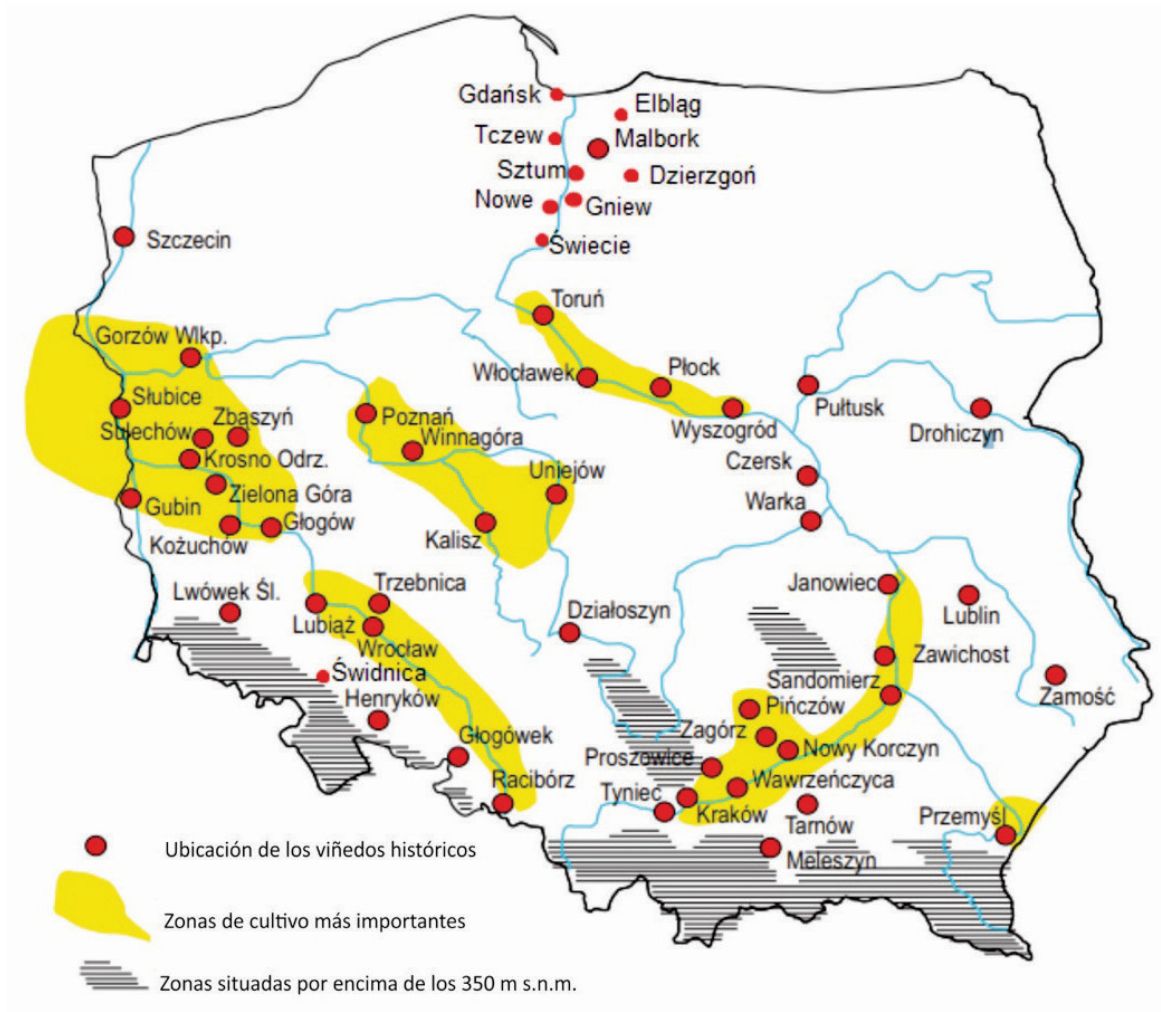 Gdańsk
Elbląg
Tczew
Malbork
Sztum
Dzierzgoń
Nowe
Gniew
Świecie
Szczecin
Toruń
Gorzów Wlkp.
Włocławek
Płock
Słubice
Zbąszyń
Poznań
Wyszogród
Pułtusk
Sulechów
Winnagóra
Drohiczyn
Krosno Odrz.
Uniejów
Czersk
Zielona Góra
Gubin
Warka
Głogów
Kożuchów
Kalisz
Lwówek Śl.
Trzebnica
Janowiec
Działoszyn
Lublin
Lubiąż
Wrocław
Zawichost
Świdnica
Sandomierz
Zamość
Henryków
Pińczów
Zagórz
Głogówek
Nowy Korczyn
Proszowice
Racibórz
Wawrzeńczyca
Tyniec
Kraków
Tarnów
Przemyśl
Meleszyn
Ubicación de los viñedos históricos
Zonas de cultivo más importantes
Zonas situadas por encima de los 350 m s.n.m.